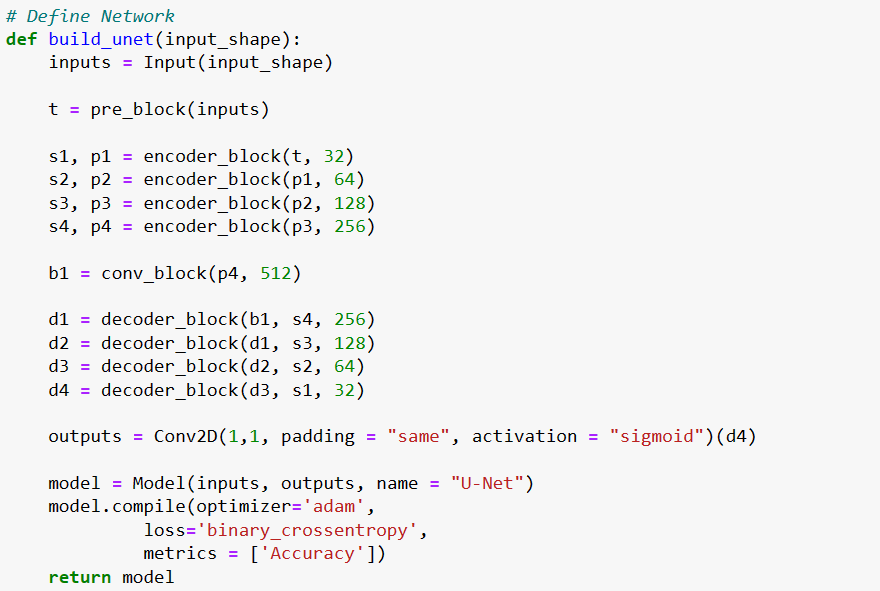 # Define Network
def build_unet(input_shape):
    inputs = Input(input_shape)

    t = pre_block(inputs)

    s1, p1 = encoder_block(t, 32)
    s2, p2 = encoder_block(p1, 64)
    s3, p3 = encoder_block(p2, 128)
    s4, p4 = encoder_block(p3, 256)

    b1 = conv_block(p4, 512)

    d1 = decoder_block(b1, s4, 256)
    d2 = decoder_block(d1, s3, 128)
    d3 = decoder_block(d2, s2, 64)
    d4 = decoder_block(d3, s1, 32)

    outputs = Conv2D(1,1, padding = "same", activation = "sigmoid")(d4)

    model = Model(inputs, outputs, name = "U-Net")
    model.compile(optimizer='adam',
             loss='binary_crossentropy',
             metrics = ['Accuracy'])
    return model